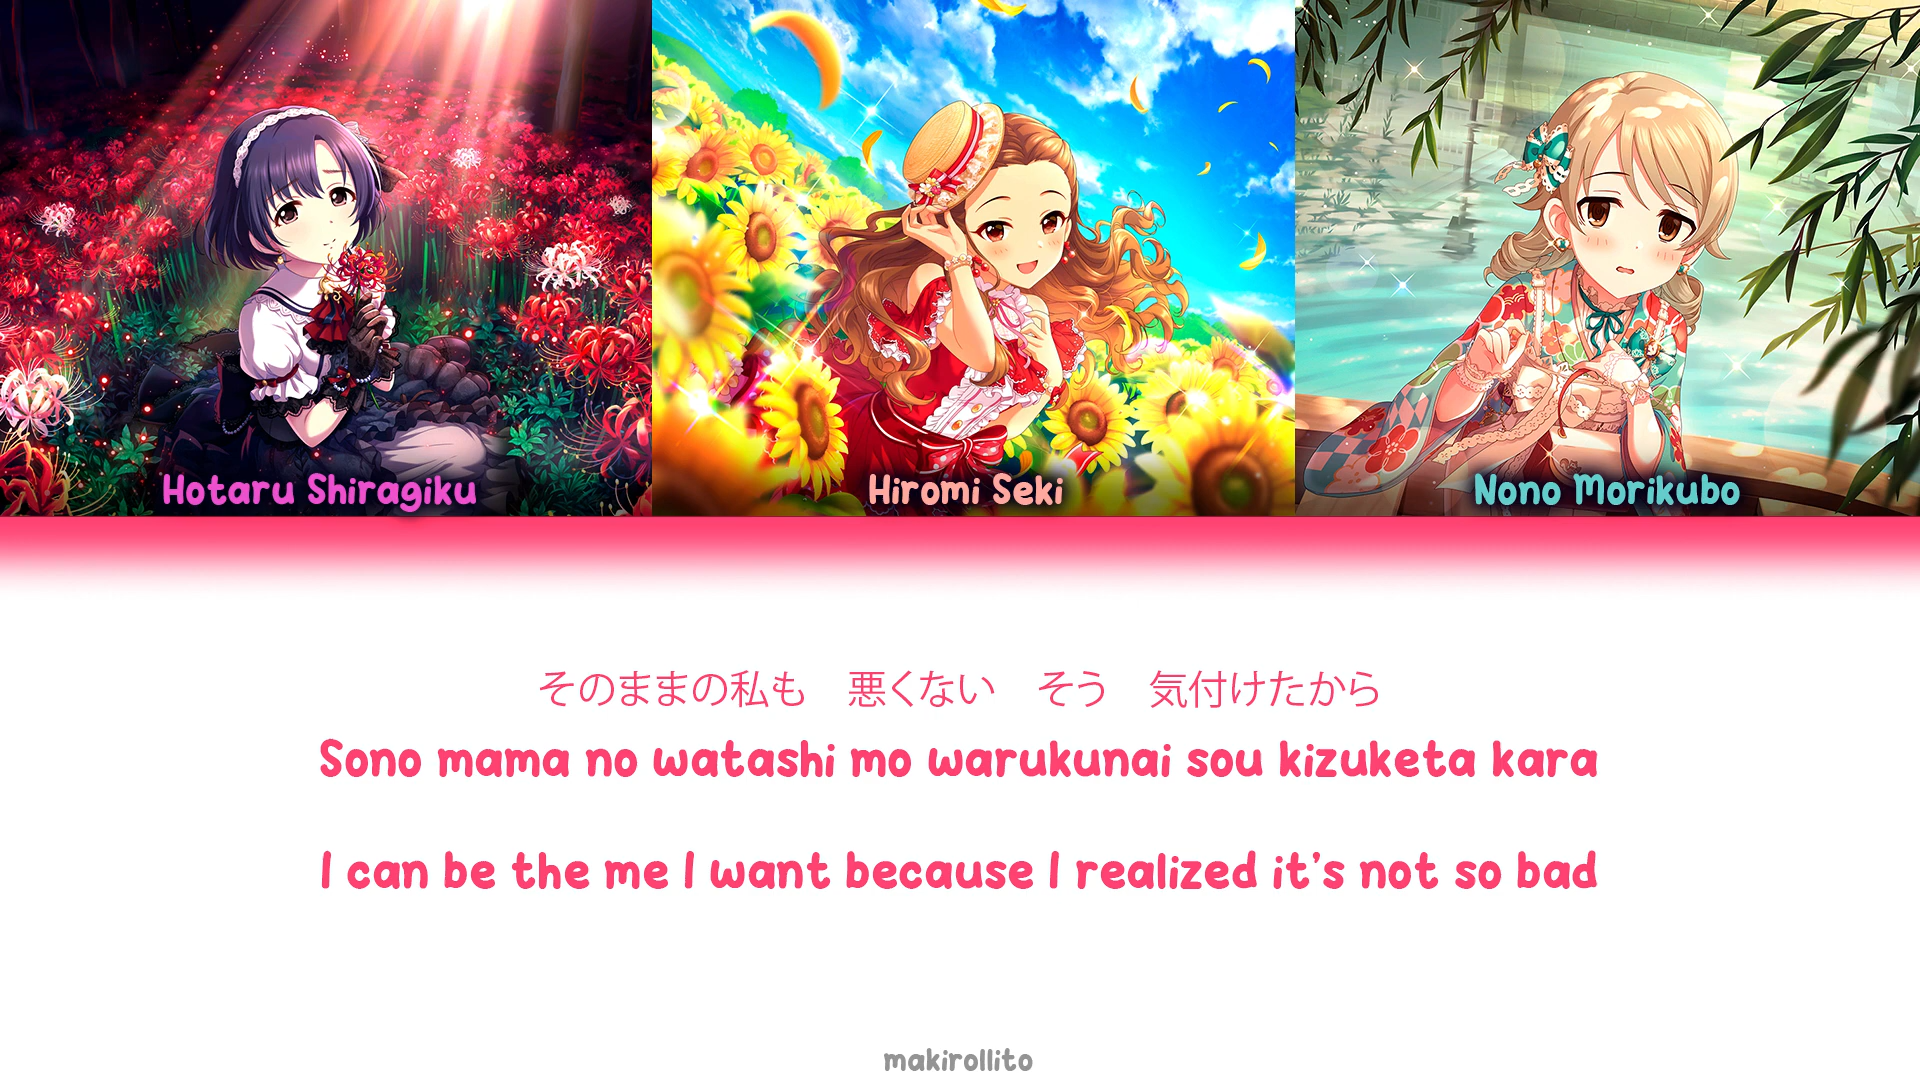 Hotaru Shiragiku
Hiromi Seki
Nono Morikubo
そのままの私も　悪くない　そう　気付けたから
Sono mama no watashi mo warukunai sou kizuketa kara
I can be the me I want because I realized it's not so bad
makirollito